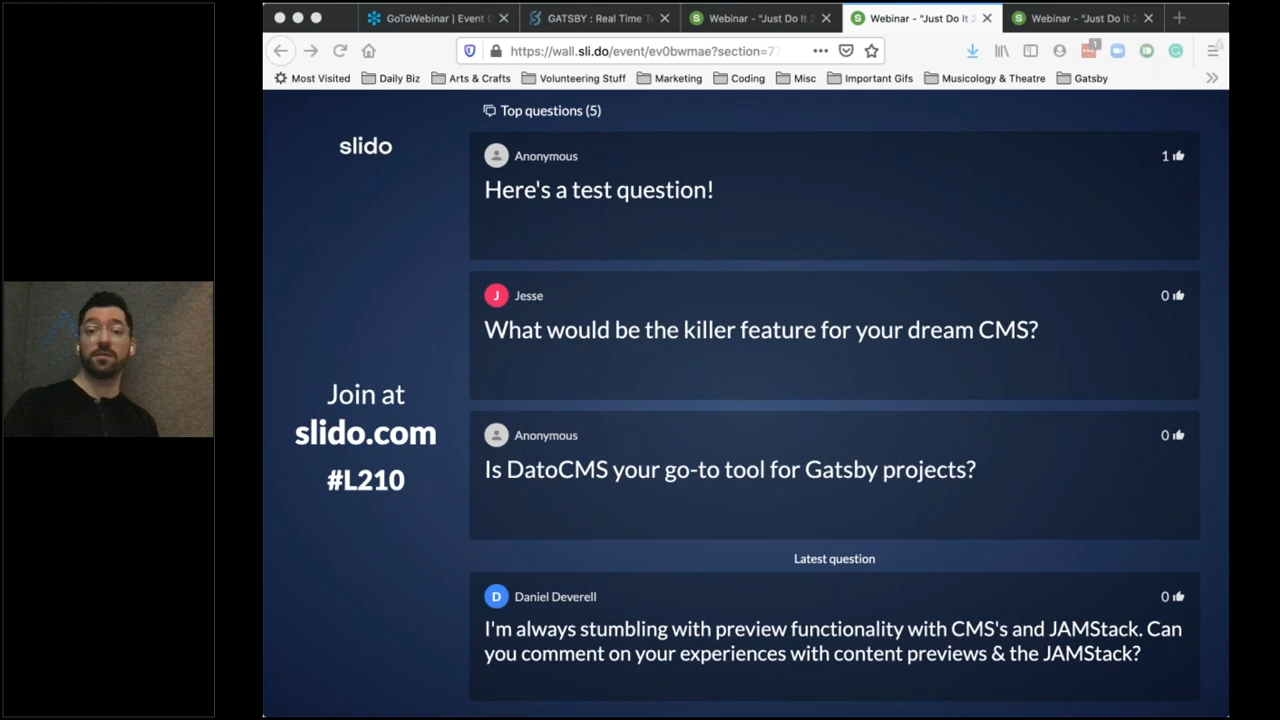 GoToWebinar | Event D
GATSBY : Real Time T
Webinar - "Just Do It 2
Webinar - "Just Do It 2
Webinar - "Just Do It 2
https://wall.sli.do/event/ev0bwmae?section=77
1
Most Visited
Daily Biz
Arts & Crafts
Volunteering Stuff
Marketing
Coding
Misc
Important Gifs
Musicology & Theatre
Gatsby
Top questions (5)
slido
Anonymous
1
Here's a test question!
J
Jesse
0
What would be the killer feature for your dream CMS?
Join at
slido.com
#L210
Anonymous
0
Is DatoCMS your go-to tool for Gatsby projects?
Latest question
D
Daniel Deverell
0
I'm always stumbling with preview functionality with CMS's and JAMStack. Can
you comment on your experiences with content previews & the JAMStack?